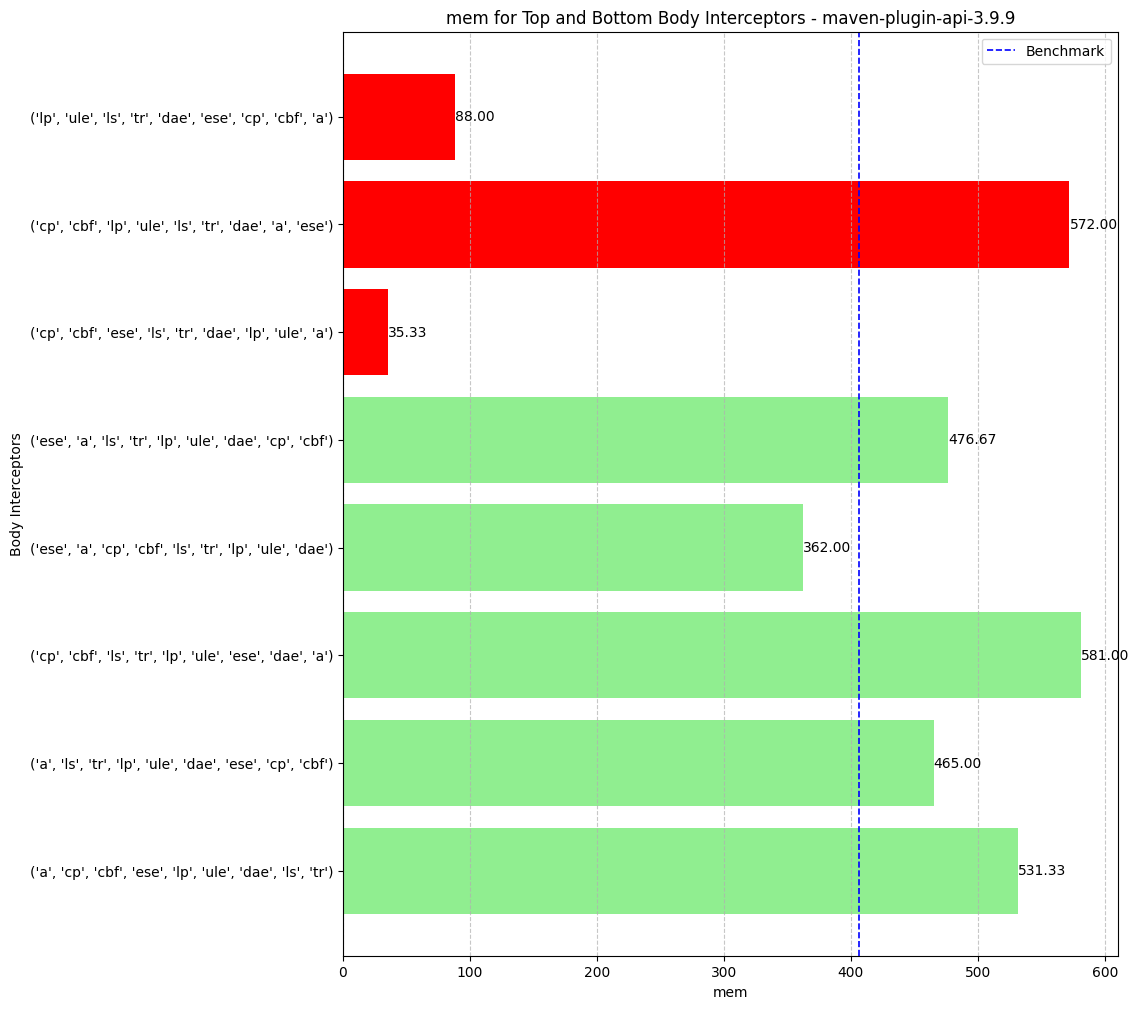 mem for Top and Bottom Body Interceptors - maven-plugin-api-3.9.9
Benchmark
('lp', 'ule', 'ls', 'tr', 'dae', 'ese', 'cp', 'cbf', 'a')
88.00
('cp', 'cbf', 'lp', 'ule', 'ls', 'tr', 'dae', 'a', 'ese')
572.00
('cp', 'cbf', 'ese', 'ls', 'tr', 'dae', 'lp', 'ule', 'a')
35.33
('ese', 'a', 'ls', 'tr', 'lp', 'ule', 'dae', 'cp', 'cbf')
476.67
('ese', 'a', 'cp', 'cbf', 'ls', 'tr', 'lp', 'ule', 'dae')
362.00
('cp', 'cbf', 'ls', 'tr', 'lp', 'ule', 'ese', 'dae', 'a')
581.00
('a', 'ls', 'tr', 'lp', 'ule', 'dae', 'ese', 'cp', 'cbf')
465.00
('a', 'cp', 'cbf', 'ese', 'lp', 'ule', 'dae', 'ls', 'tr')
531.33
Body Interceptors
0 100 200 300 400 500 600
mem